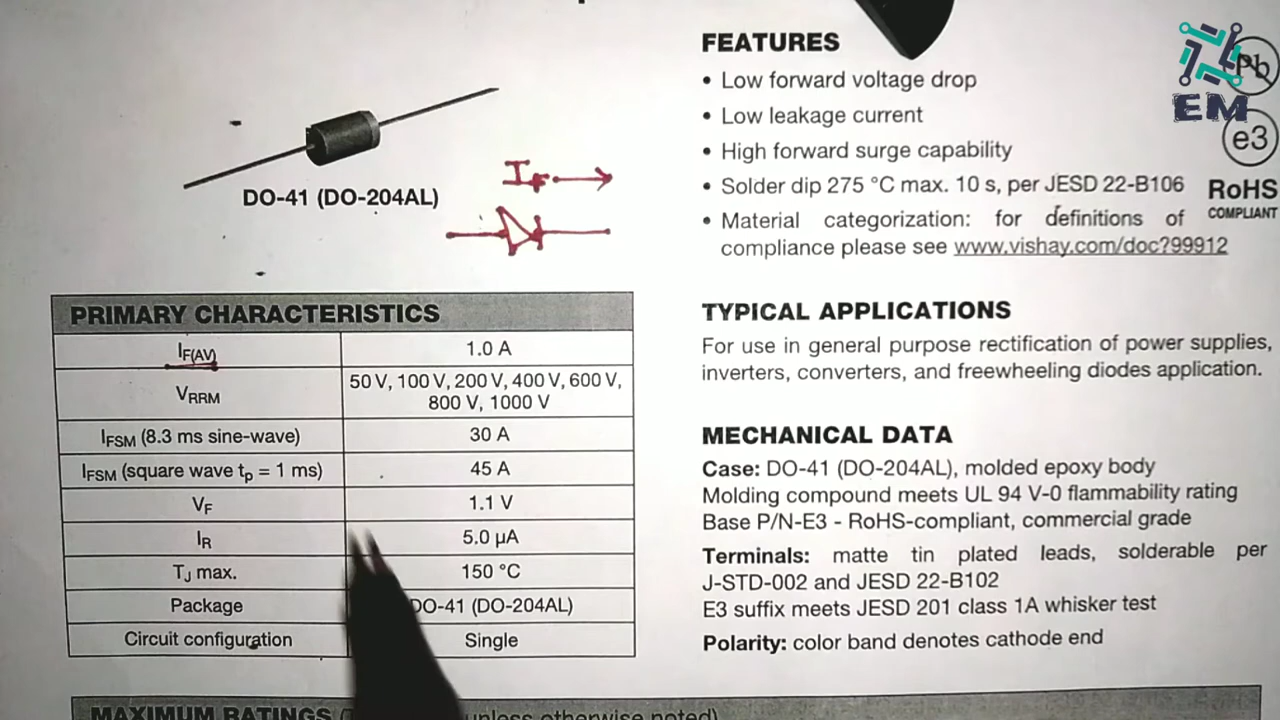 FEATURES
• Low forward voltage drop
• Low leakage current
• High forward surge capability
• Solder dip 275 °C max. 10 s, per JESD 22-B106
• Material categorization: for definitions of
compliance please see www.vishay.com/doc?99912
Pb
EM
e3
RoHS
COMPLIANT
DO-41 (DO-204AL)
IF
PRIMARY CHARACTERISTICS
IF(AV) 1.0 A
VRRM 50 V, 100 V, 200 V, 400 V, 600 V,
800 V, 1000 V
IFSM (8.3 ms sine-wave) 30 A
IFSM (square wave tp = 1 ms) 45 A
VF 1.1 V
IR 5.0 μA
TJ max. 150 °C
Package DO-41 (DO-204AL)
Circuit configuration Single
TYPICAL APPLICATIONS
For use in general purpose rectification of power supplies,
inverters, converters, and freewheeling diodes application.
MECHANICAL DATA
Case: DO-41 (DO-204AL), molded epoxy body
Molding compound meets UL 94 V-0 flammability rating
Base P/N-E3 - RoHS-compliant, commercial grade
Terminals: matte tin plated leads, solderable per
J-STD-002 and JESD 22-B102
E3 suffix meets JESD 201 class 1A whisker test
Polarity: color band denotes cathode end
MAXIMUM RATINGS ( unless otherwise noted)